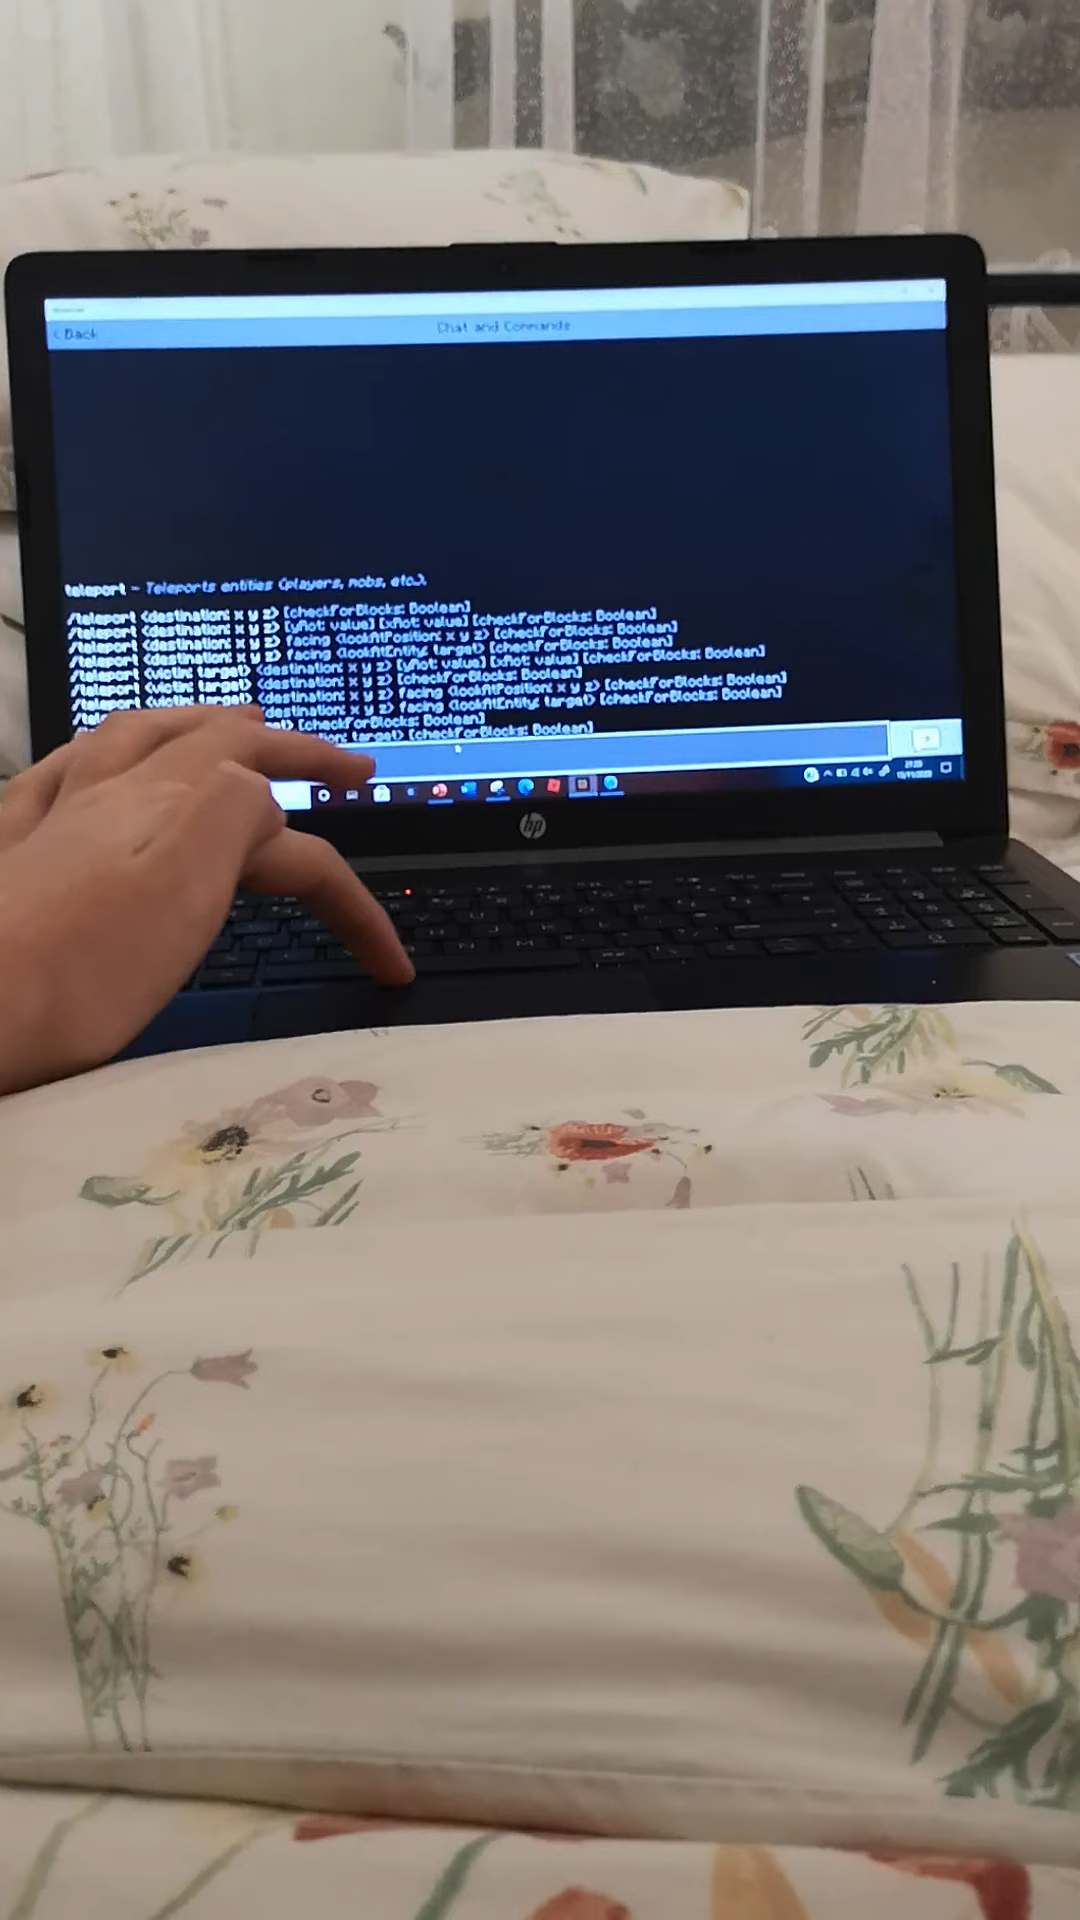 < Back
Chat and Commands
teleport - Teleports entities (players, mobs, etc.).
/teleport <destination: x y z> [checkForBlocks: Boolean]
/teleport <destination: x y z> [yRot: value] [xRot: value] [checkForBlocks: Boolean]
/teleport <destination: x y z> facing <lookAtPosition: x y z> [checkForBlocks: Boolean]
/teleport <destination: x y z> facing <lookAtEntity: target> [checkForBlocks: Boolean]
/teleport <victim: target> <destination: x y z> [yRot: value] [xRot: value] [checkForBlocks: Boolean]
/teleport <victim: target> <destination: x y z> [checkForBlocks: Boolean]
/teleport <victim: target> <destination: x y z> facing <lookAtPosition: x y z> [checkForBlocks: Boolean]
destination: x y z> facing <lookAtEntity: target> [checkForBlocks: Boolean]
[checkForBlocks: Boolean]
target> [checkForBlocks: Boolean]
hp